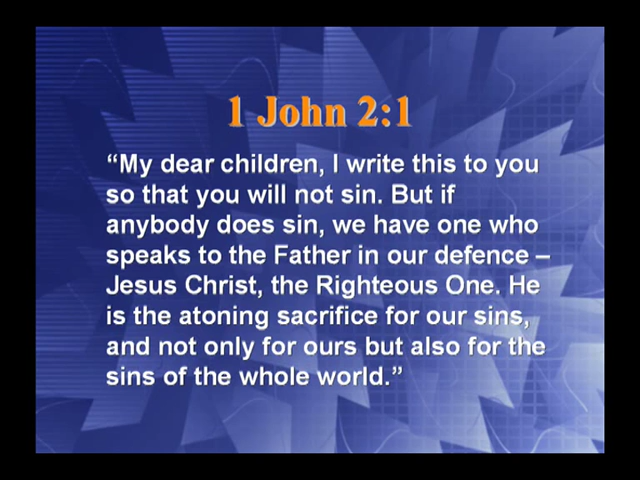 1 John 2:1
“My dear children, I write this to you
so that you will not sin. But if
anybody does sin, we have one who
speaks to the Father in our defence –
Jesus Christ, the Righteous One. He
is the atoning sacrifice for our sins,
and not only for ours but also for the
sins of the whole world.”